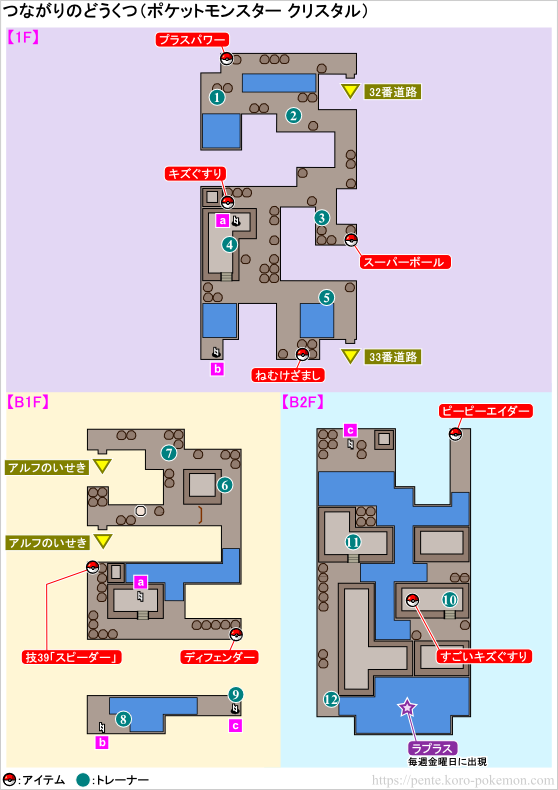 つながりのどうくつ（ポケットモンスター クリスタル）
【1F】
プラスパワー
1
32番道路
2
キズぐすり
a
3
4
スーパーボール
5
b
ねむけざまし
33番道路
【B1F】
7
アルフのいせき
6
アルフのいせき
a
技39「スピーダー」
ディフェンダー
9
8
b
c
【B2F】
ピーピーエイダー
c
11
10
すごいキズぐすり
12
ラプラス
毎週金曜日に出現
:アイテム
:トレーナー
https://pente.koro-pokemon.com/